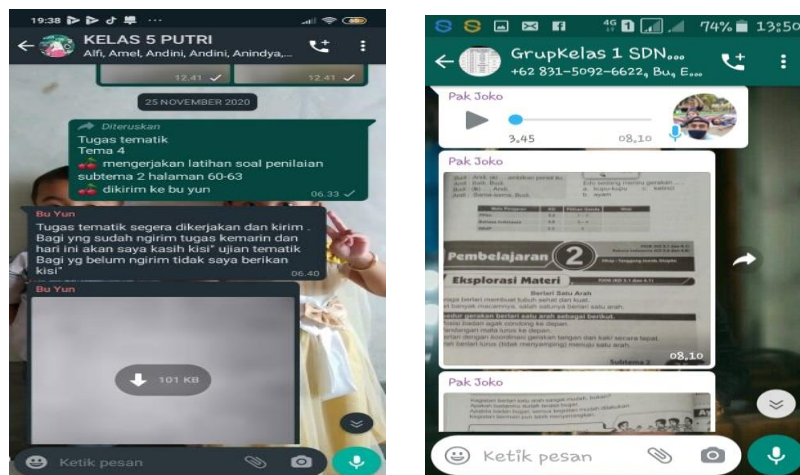 19:38
KELAS 5 PUTRI
Alfi, Amel, Andini, Andini, Anindya,...
12.41
12.41
25 NOVEMBER 2020
Diteruskan
Tugas tematik
Tema 4
mengerjakan latihan soal penilaian
subtema 2 halaman 60-63
dikirim ke bu yun
06.33
Bu Yun
Tugas tematik segera dikerjakan dan kirim .
Bagi yng sudah ngirim tugas kemarin dan
hari ini akan saya kasih kisi" ujian tematik
Bagi yg belum ngirim tidak saya berikan
kisi"
06.40
Bu Yun
101 KB
Ketik pesan
4G 1 74% 13:50
GrupKelas 1 SDN...
+62 831-5092-6622, Bu, E...
Pak Joko
3.45 08.10
Pak Joko
Pembelajaran 2
Eksplorasi Materi
Berlari Satu Arah
Subtema 2
08.10
Pak Joko
Ketik pesan